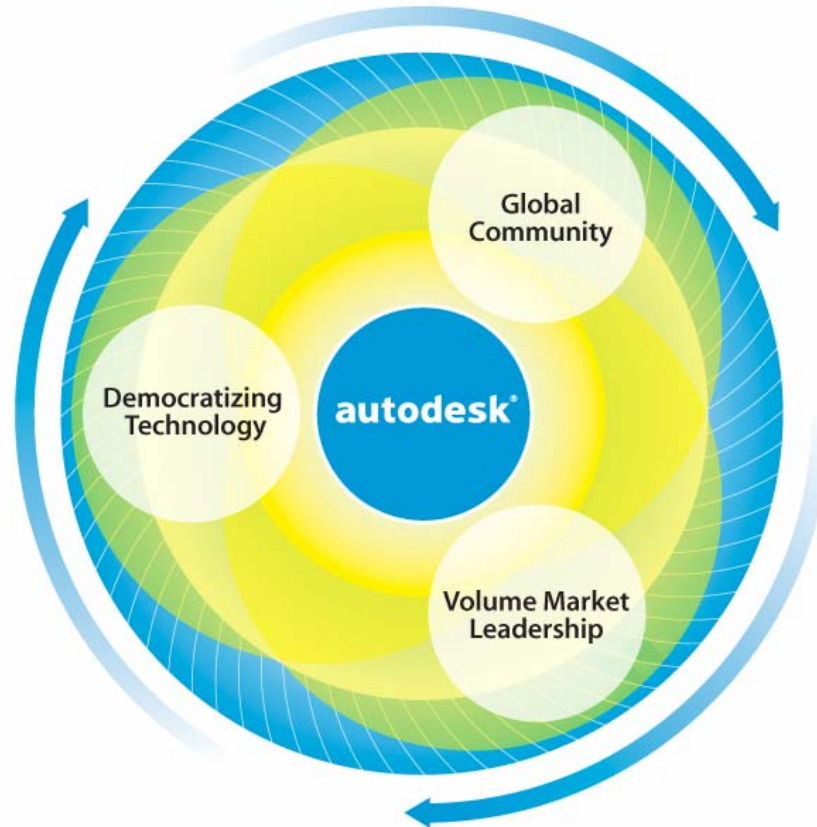 Global
Community
Democratizing
Technology
autodesk®
Volume Market
Leadership